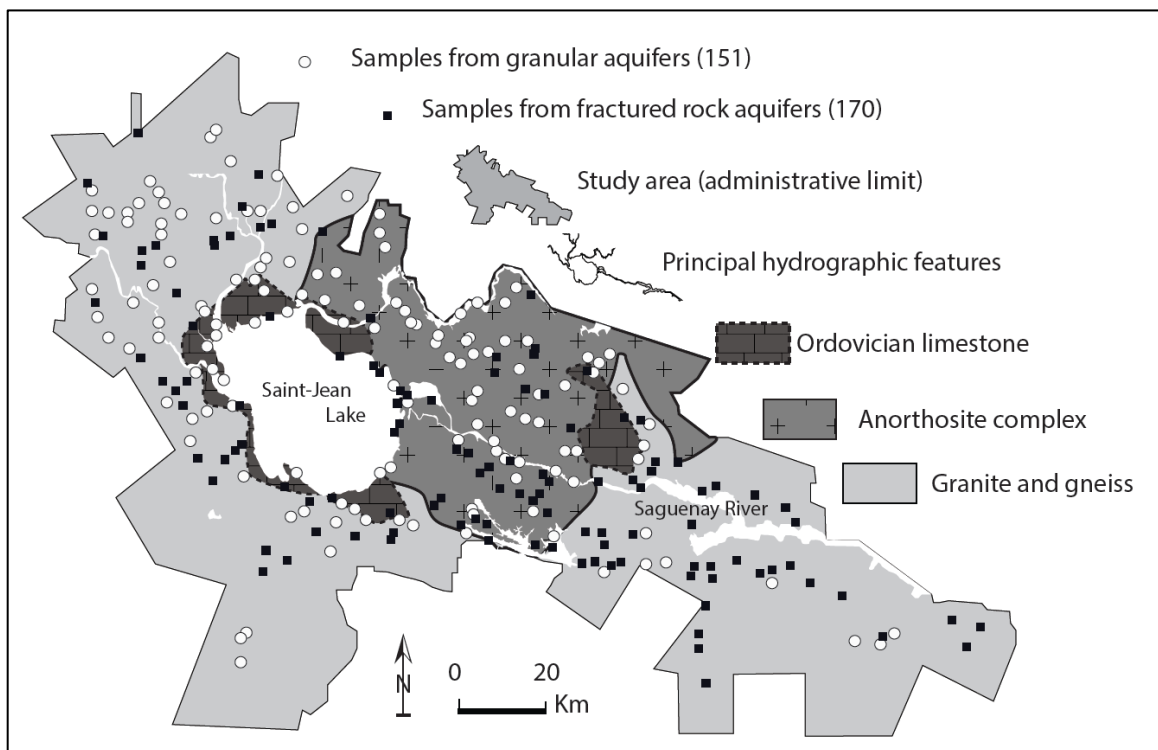 Samples from granular aquifers (151)
Samples from fractured rock aquifers (170)
Study area (administrative limit)
Principal hydrographic features
Ordovician limestone
Saint-Jean
Lake
Anorthosite complex
Granite and gneiss
Saguenay River
N
0 20
Km